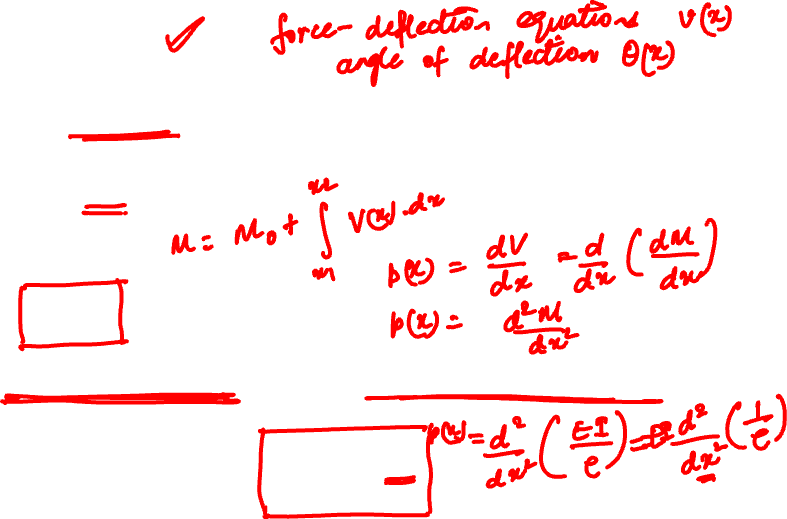 ✓ force-deflection equations v(x)
angle of deflection θ(x)
M = M₀ + ∫ₓ₁ˣ² V(x).dx
p(x) = dV/dx = d/dx (dM/dx)
p(x) = d²M/dx²
p(x) = d²/dx² (EI/ρ) = EI d²/dx² (1/ρ)